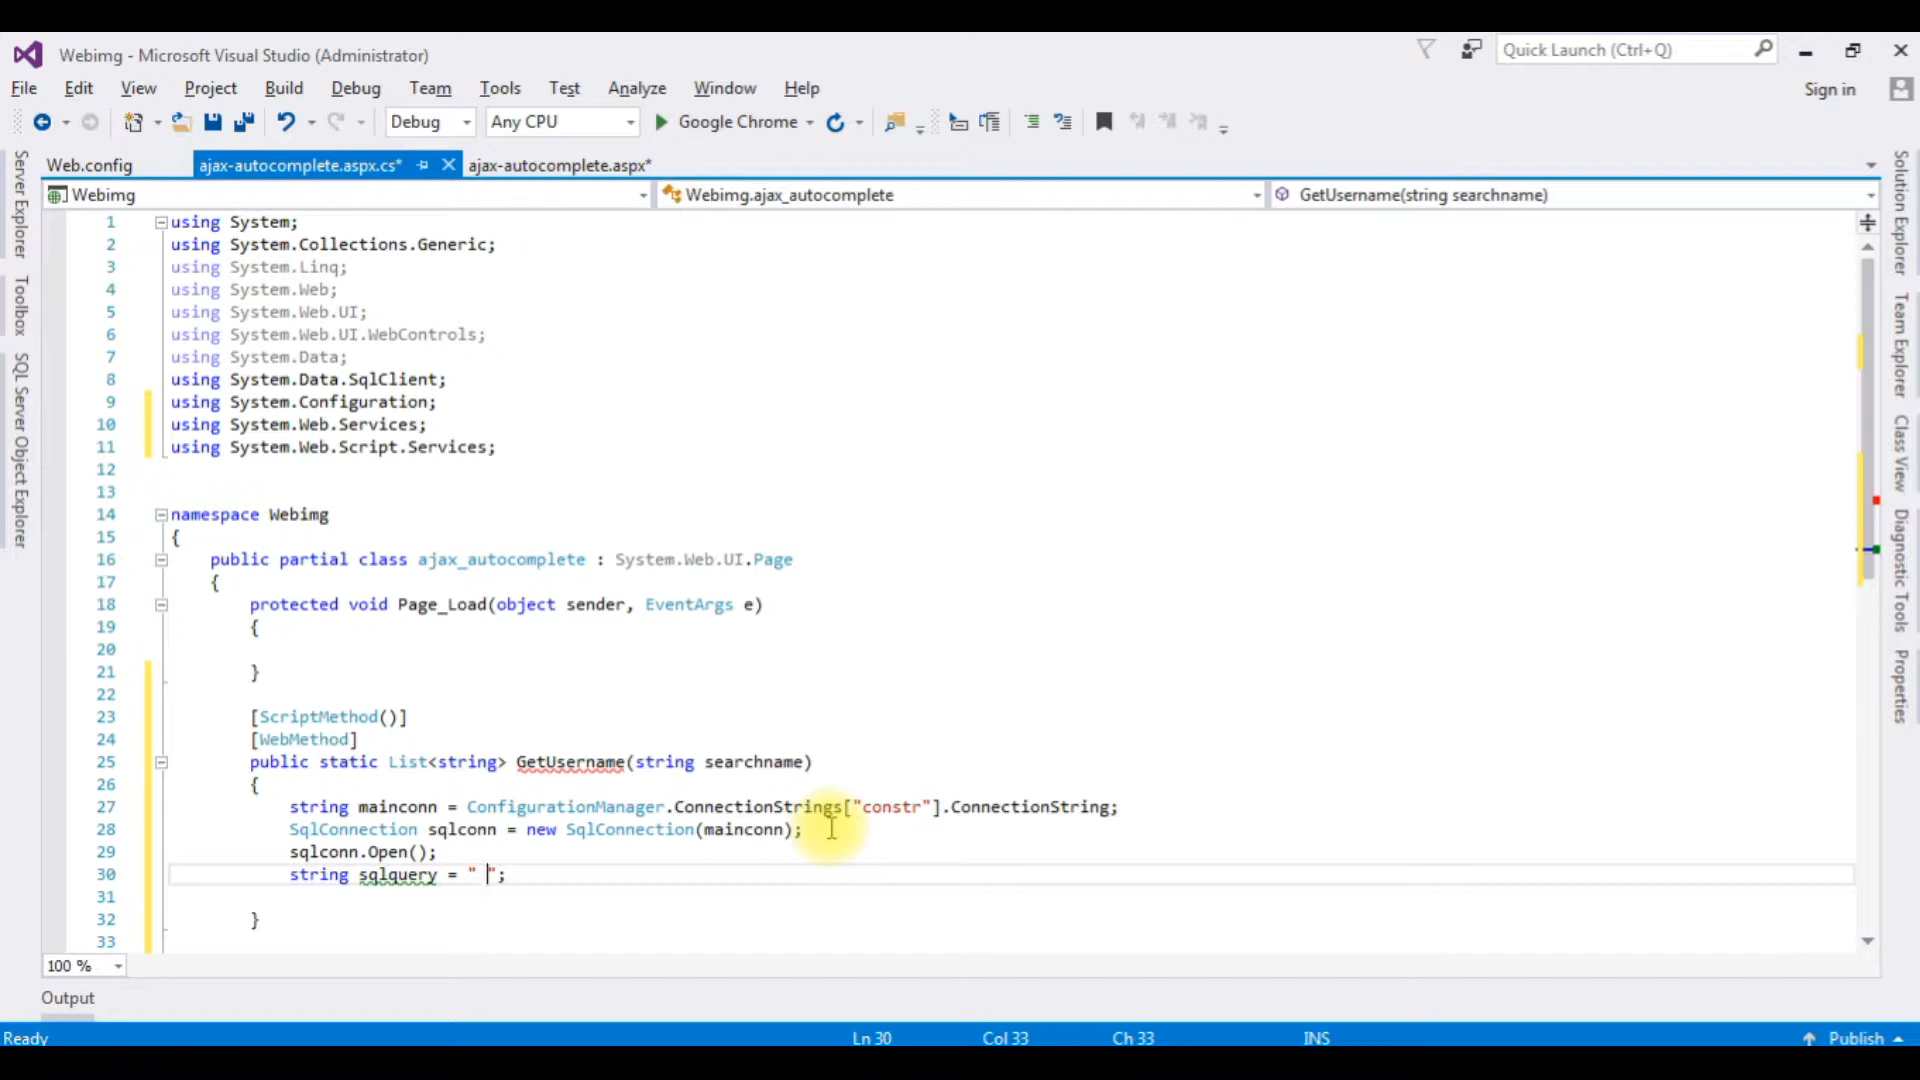 Webimg - Microsoft Visual Studio (Administrator)
Quick Launch (Ctrl+Q)
File Edit View Project Build Debug Team Tools Test Analyze Window Help
Sign in
Debug Any CPU Google Chrome
Web.config ajax-autocomplete.aspx.cs* ajax-autocomplete.aspx*
Webimg Webimg.ajax_autocomplete GetUsername(string searchname)
1 using System;
2 using System.Collections.Generic;
3 using System.Linq;
4 using System.Web;
5 using System.Web.UI;
6 using System.Web.UI.WebControls;
7 using System.Data;
8 using System.Data.SqlClient;
9 using System.Configuration;
10 using System.Web.Services;
11 using System.Web.Script.Services;
12
13
14 namespace Webimg
15 {
16 public partial class ajax_autocomplete : System.Web.UI.Page
17 {
18 protected void Page_Load(object sender, EventArgs e)
19 {
20
21 }
22
23 [ScriptMethod()]
24 [WebMethod]
25 public static List<string> GetUsername(string searchname)
26 {
27 string mainconn = ConfigurationManager.ConnectionStrings["constr"].ConnectionString;
28 SqlConnection sqlconn = new SqlConnection(mainconn);
29 sqlconn.Open();
30 string sqlquery = " ";
31
32 }
33
100 %
Output
Ready Ln 30 Col 33 Ch 33 INS Publish
Server Explorer
Toolbox
SQL Server Object Explorer
Solution Explorer
Team Explorer
Class View
Diagnostic Tools
Properties